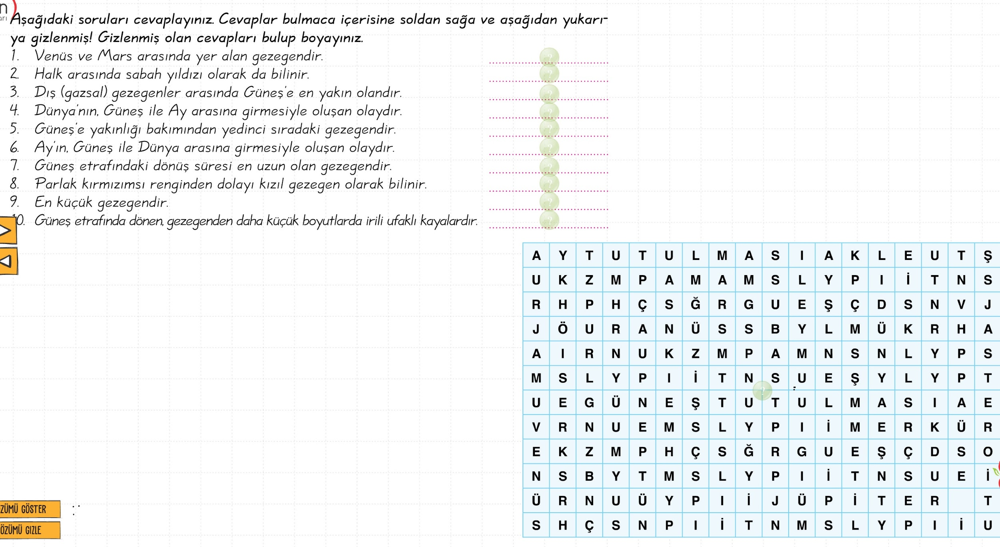 n
arı
Aşağıdaki soruları cevaplayınız. Cevaplar bulmaca içerisine soldan sağa ve aşağıdan yukarı-
ya gizlenmiş! Gizlenmiş olan cevapları bulup boyayınız.
1. Venüs ve Mars arasında yer alan gezegendir. ?
2. Halk arasında sabah yıldızı olarak da bilinir. ?
3. Dış (gazsal) gezegenler arasında Güneş'e en yakın olandır. ?
4. Dünya'nın, Güneş ile Ay arasına girmesiyle oluşan olaydır. ?
5. Güneş'e yakınlığı bakımından yedinci sıradaki gezegendir. ?
6. Ay'ın, Güneş ile Dünya arasına girmesiyle oluşan olaydır. ?
7. Güneş etrafındaki dönüş süresi en uzun olan gezegendir. ?
8. Parlak kırmızımsı renginden dolayı kızıl gezegen olarak bilinir. ?
9. En küçük gezegendir. ?
10. Güneş etrafında dönen, gezegenden daha küçük boyutlarda irili ufaklı kayalardır. ?
A Y T U T U L M A S I A K L E U T Ş
U K Z M P A M A M S L Y P I İ T N S
R H P H Ç S Ğ R G U E Ş Ç D S N V J
J Ö U R A N Ü S S B Y L M Ü K R H A
A I R N U K Z M P A M N S N L Y P S
M S L Y P I İ T N S U E Ş Y L Y P T
?
U E G Ü N E Ş T U T U L M A S I A E
V R N U E M S L Y P I İ M E R K Ü R
E K Z M P H Ç S Ğ R G U E Ş Ç D S O
N S B Y T M S L Y P I İ T N S U E İ
Ü R N U Ü Y P I İ J Ü P İ T E R T
S H Ç S N P I İ T N M S L Y P I İ U
ZÜMÜ GÖSTER
ÖZÜMÜ GIZLE